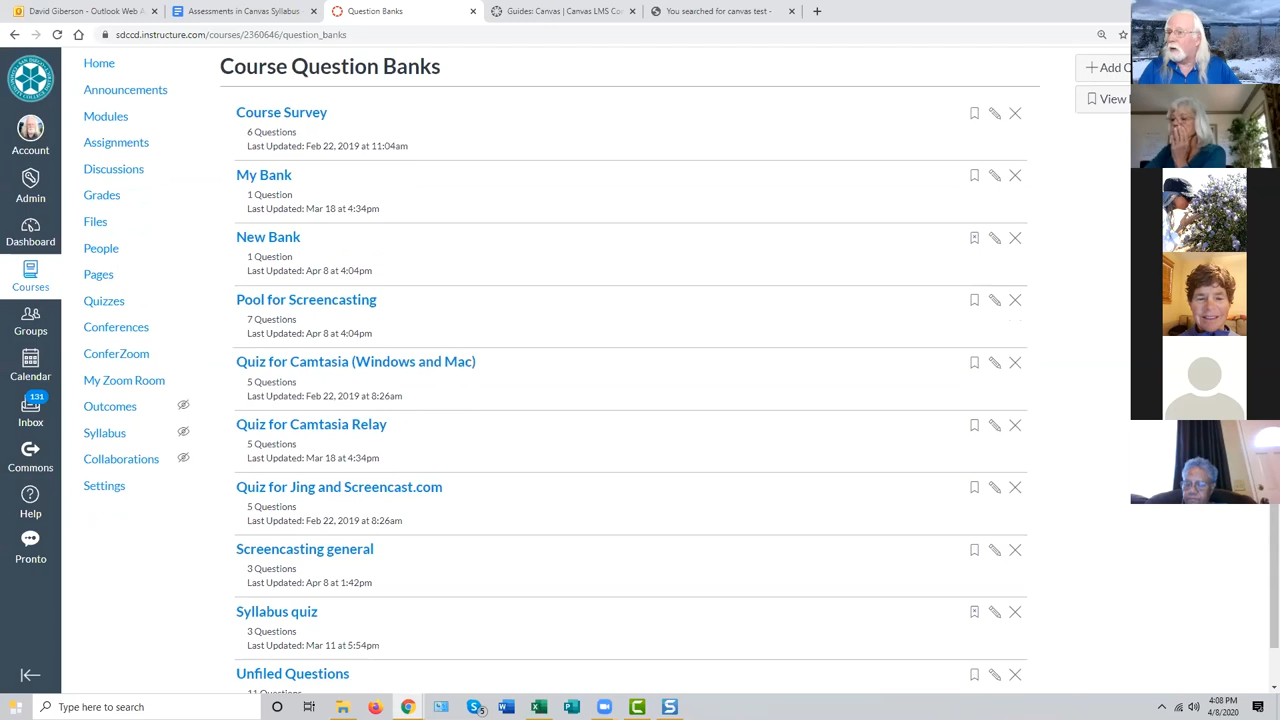 David Giberson - Outlook Web A
Assessments in Canvas Syllabus
Question Banks
Guides: Canvas | Canvas LMS Co
You searched for canvas test -
sdccd.instructure.com/courses/2360646/question_banks
Account
Admin
Dashboard
Courses
Groups
Calendar
131
Inbox
Commons
Help
Pronto
Home
Announcements
Modules
Assignments
Discussions
Grades
Files
People
Pages
Quizzes
Conferences
ConferZoom
My Zoom Room
Outcomes
Syllabus
Collaborations
Settings
Course Question Banks
Add Q
View
Course Survey
6 Questions
Last Updated: Feb 22, 2019 at 11:04am
My Bank
1 Question
Last Updated: Mar 18 at 4:34pm
New Bank
1 Question
Last Updated: Apr 8 at 4:04pm
Pool for Screencasting
7 Questions
Last Updated: Apr 8 at 4:04pm
Quiz for Camtasia (Windows and Mac)
5 Questions
Last Updated: Feb 22, 2019 at 8:26am
Quiz for Camtasia Relay
5 Questions
Last Updated: Mar 18 at 4:34pm
Quiz for Jing and Screencast.com
5 Questions
Last Updated: Feb 22, 2019 at 8:26am
Screencasting general
3 Questions
Last Updated: Apr 8 at 1:42pm
Syllabus quiz
3 Questions
Last Updated: Mar 11 at 5:54pm
Unfiled Questions
11 Questions
Type here to search
5
4:08 PM
4/8/2020